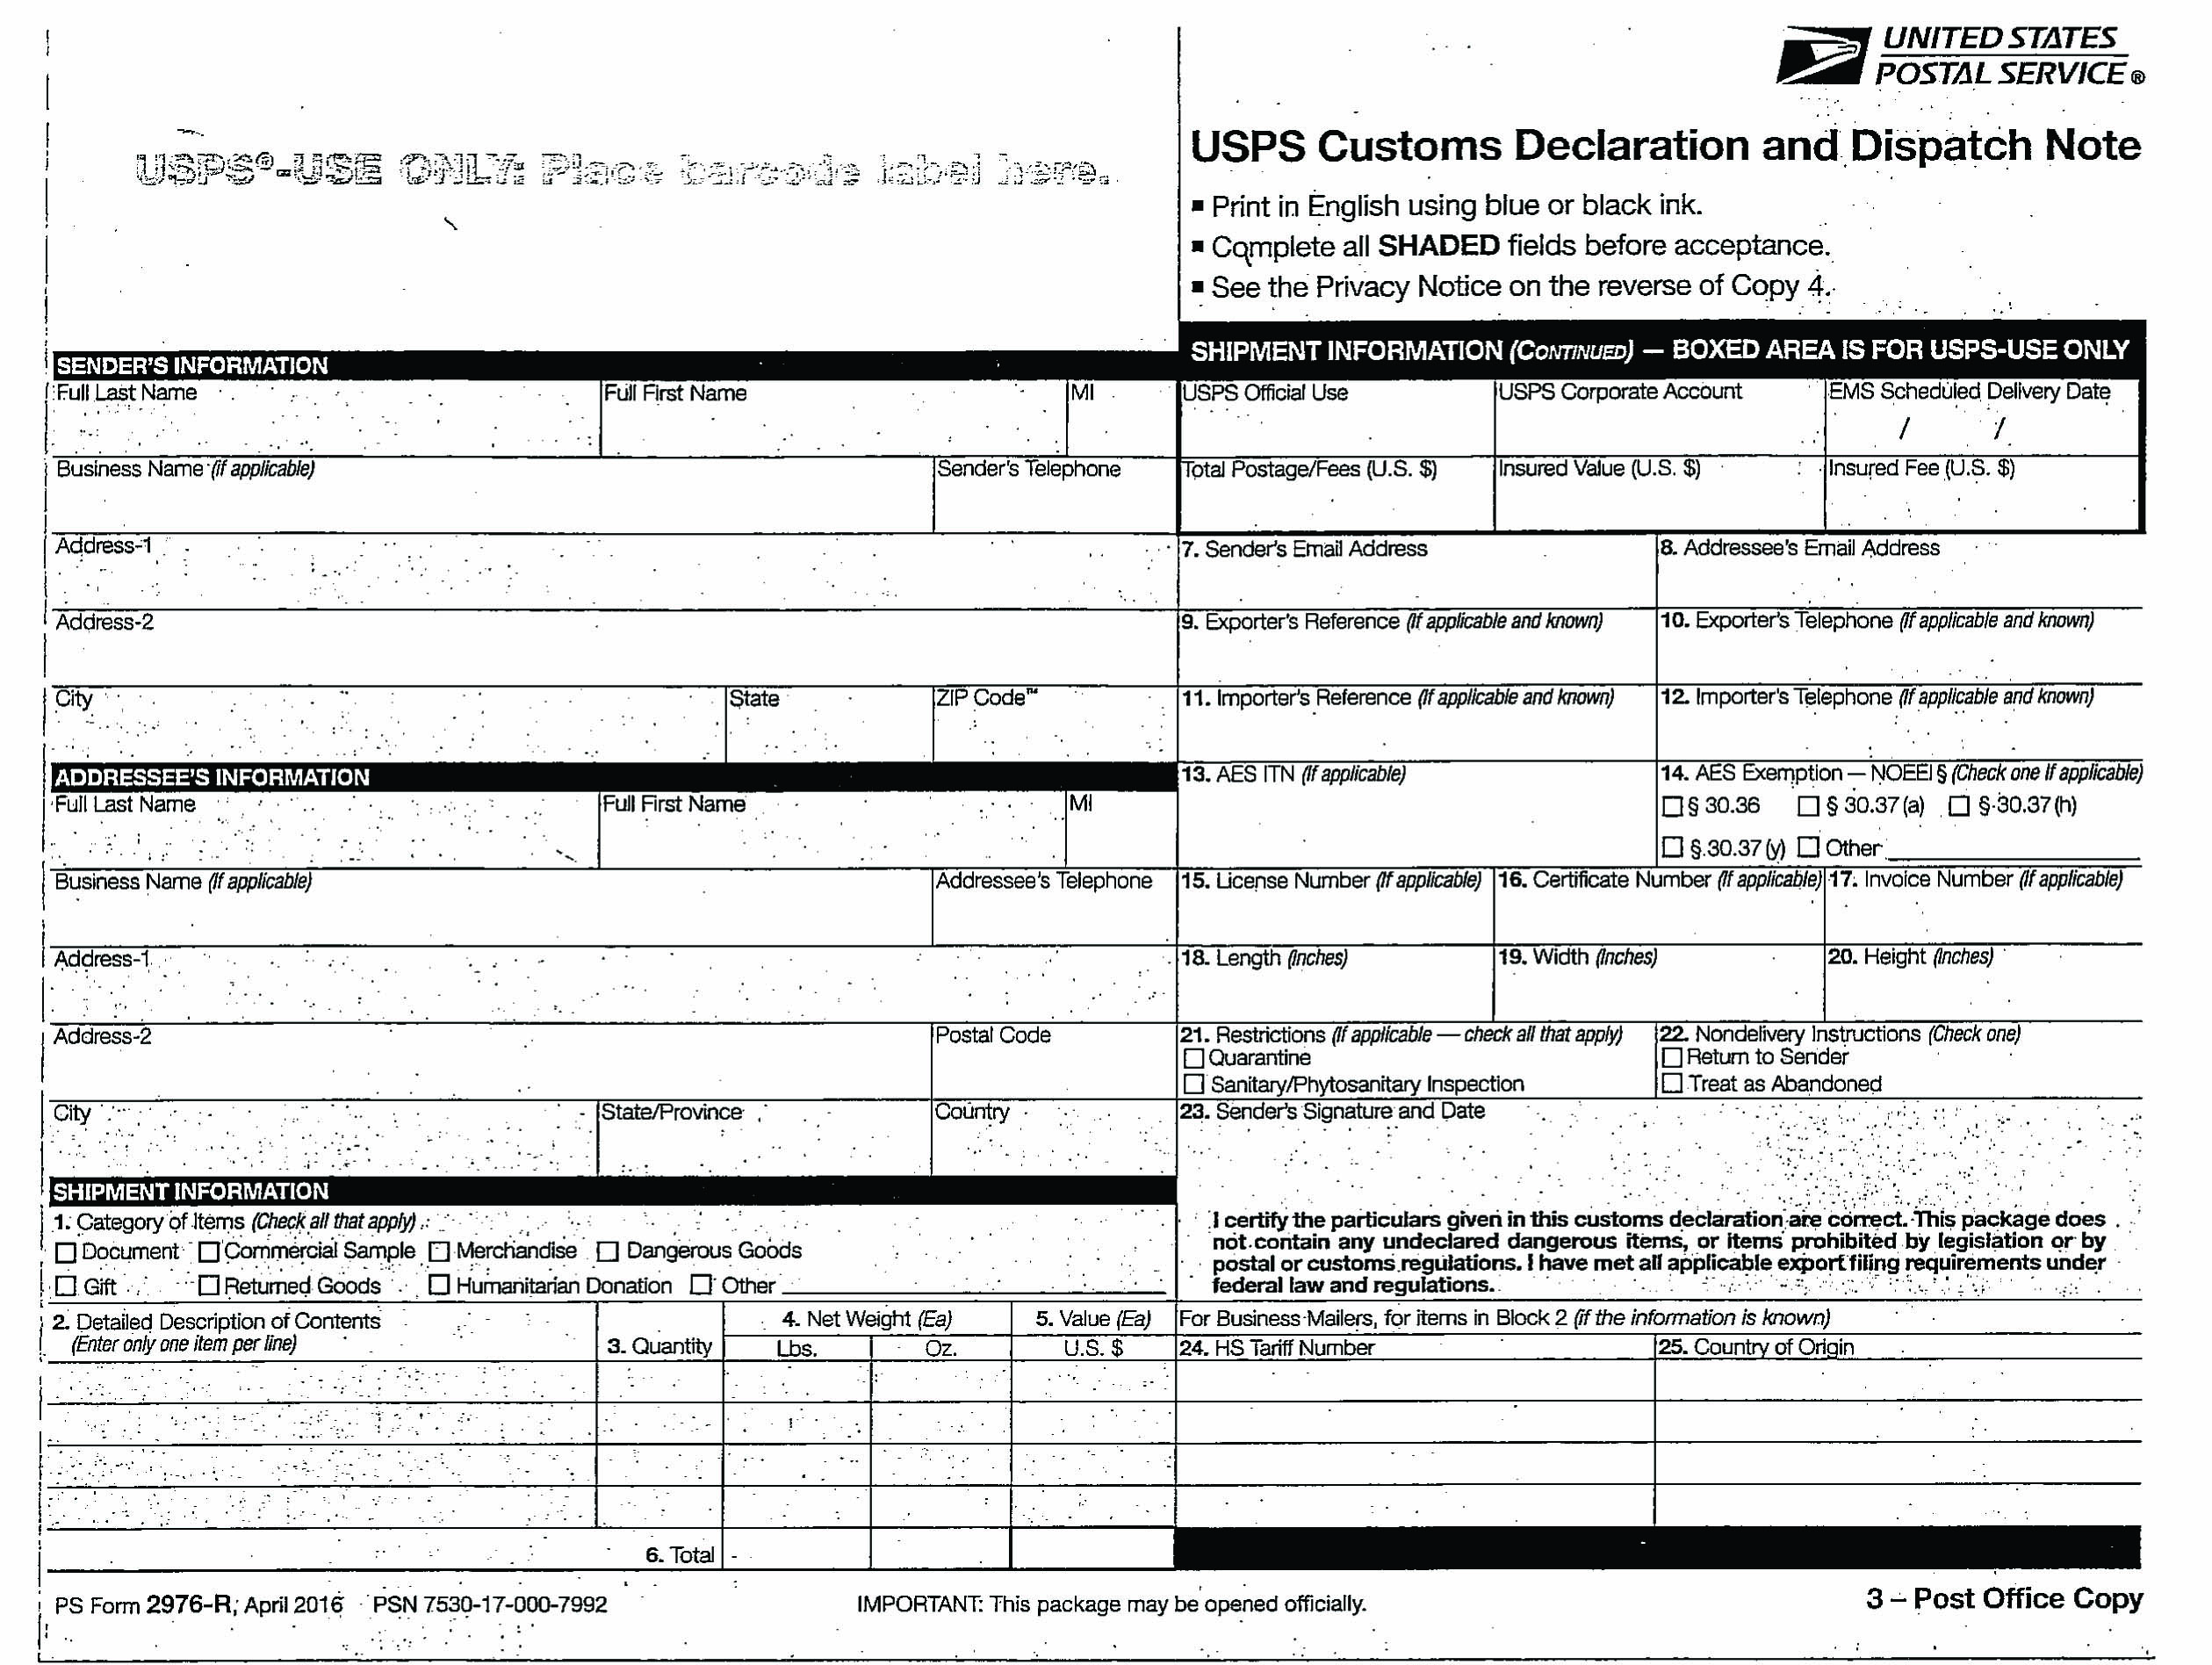 UNITED STATES
POSTAL SERVICE ®
USPS®-USE ONLY: Place barcode label here.
USPS Customs Declaration and Dispatch Note
▪ Print in English using blue or black ink.
▪ Complete all SHADED fields before acceptance.
▪ See the Privacy Notice on the reverse of Copy 4.
SENDER'S INFORMATION
Full Last Name
Full First Name
MI
Business Name (if applicable)
Sender's Telephone
Address-1
Address-2
City
State
ZIP Code™
ADDRESSEE'S INFORMATION
Full Last Name
Full First Name
MI
Business Name (If applicable)
Addressee's Telephone
Address-1
Address-2
Postal Code
City
State/Province
Country
SHIPMENT INFORMATION
1. Category of Items (Check all that apply)
☐ Document ☐ Commercial Sample ☐ Merchandise ☐ Dangerous Goods
☐ Gift ☐ Returned Goods ☐ Humanitarian Donation ☐ Other
2. Detailed Description of Contents
(Enter only one item per line)
3. Quantity
4. Net Weight (Ea)
Lbs.
Oz.
5. Value (Ea)
U.S. $
6. Total
SHIPMENT INFORMATION (CONTINUED) — BOXED AREA IS FOR USPS-USE ONLY
USPS Official Use
USPS Corporate Account
EMS Scheduled Delivery Date
/ /
Total Postage/Fees (U.S. $)
Insured Value (U.S. $)
Insured Fee (U.S. $)
7. Sender's Email Address
8. Addressee's Email Address
9. Exporter's Reference (If applicable and known)
10. Exporter's Telephone (If applicable and known)
11. Importer's Reference (If applicable and known)
12. Importer's Telephone (If applicable and known)
13. AES ITN (If applicable)
14. AES Exemption — NOEEI § (Check one If applicable)
☐ § 30.36 ☐ § 30.37 (a) ☐ § 30.37 (h)
☐ § 30.37 (y) ☐ Other
15. License Number (If applicable)
16. Certificate Number (If applicable)
17. Invoice Number (If applicable)
18. Length (Inches)
19. Width (Inches)
20. Height (Inches)
21. Restrictions (If applicable — check all that apply)
☐ Quarantine
☐ Sanitary/Phytosanitary Inspection
22. Nondelivery Instructions (Check one)
☐ Return to Sender
☐ Treat as Abandoned
23. Sender's Signature and Date
I certify the particulars given in this customs declaration are correct. This package does
not contain any undeclared dangerous items, or items prohibited by legislation or by
postal or customs regulations. I have met all applicable export filing requirements under
federal law and regulations.
For Business Mailers, for items in Block 2 (if the information is known)
24. HS Tariff Number
25. Country of Origin
PS Form 2976-R, April 2016 PSN 7530-17-000-7992
IMPORTANT: This package may be opened officially.
3 – Post Office Copy